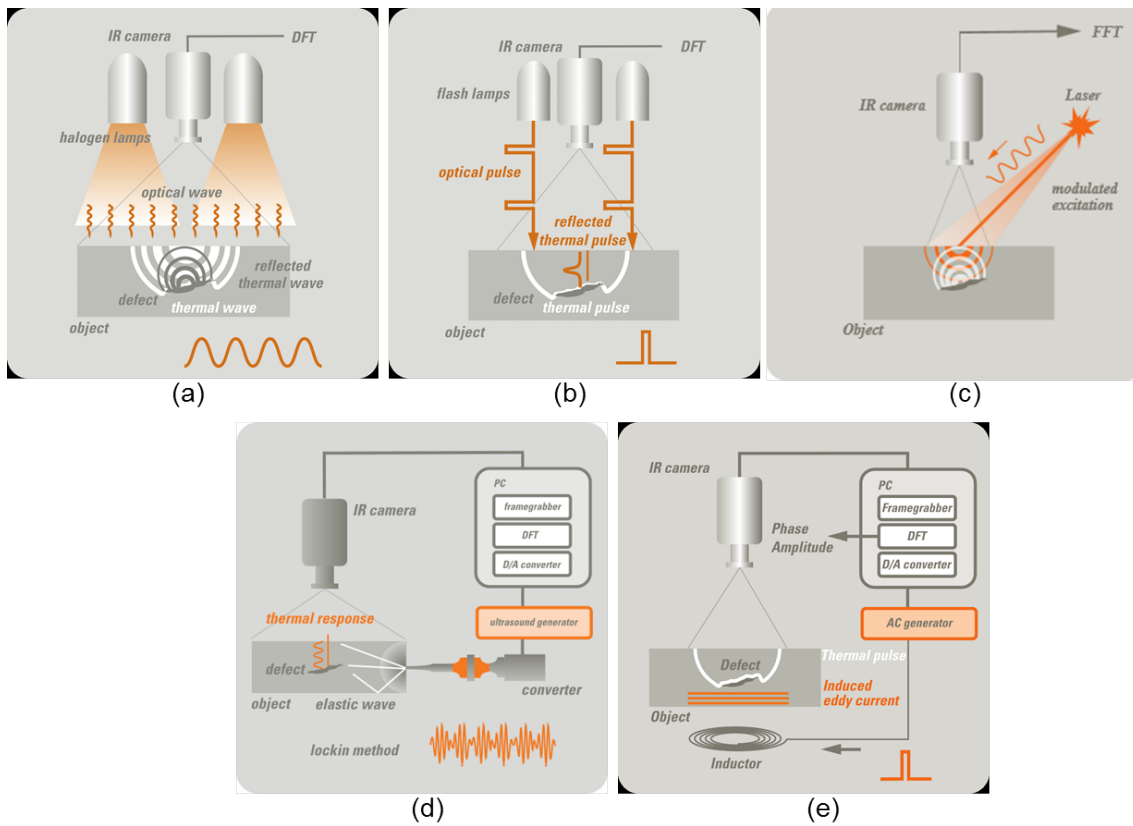 IR camera
DFT
halogen lamps
optical wave
reflected
thermal wave
defect
thermal wave
object
(a)
IR camera
DFT
flash lamps
optical pulse
reflected
thermal pulse
defect
thermal pulse
object
(b)
FFT
Laser
IR camera
modulated
excitation
Object
(c)
PC
IR camera
framegrabber
DFT
D/A converter
thermal response
ultrasound generator
defect
object
elastic wave
converter
lockin method
(d)
IR camera
PC
Framegrabber
Phase
Amplitude
DFT
D/A converter
AC generator
Thermal pulse
Defect
Induced
eddy current
Object
Inductor
(e)